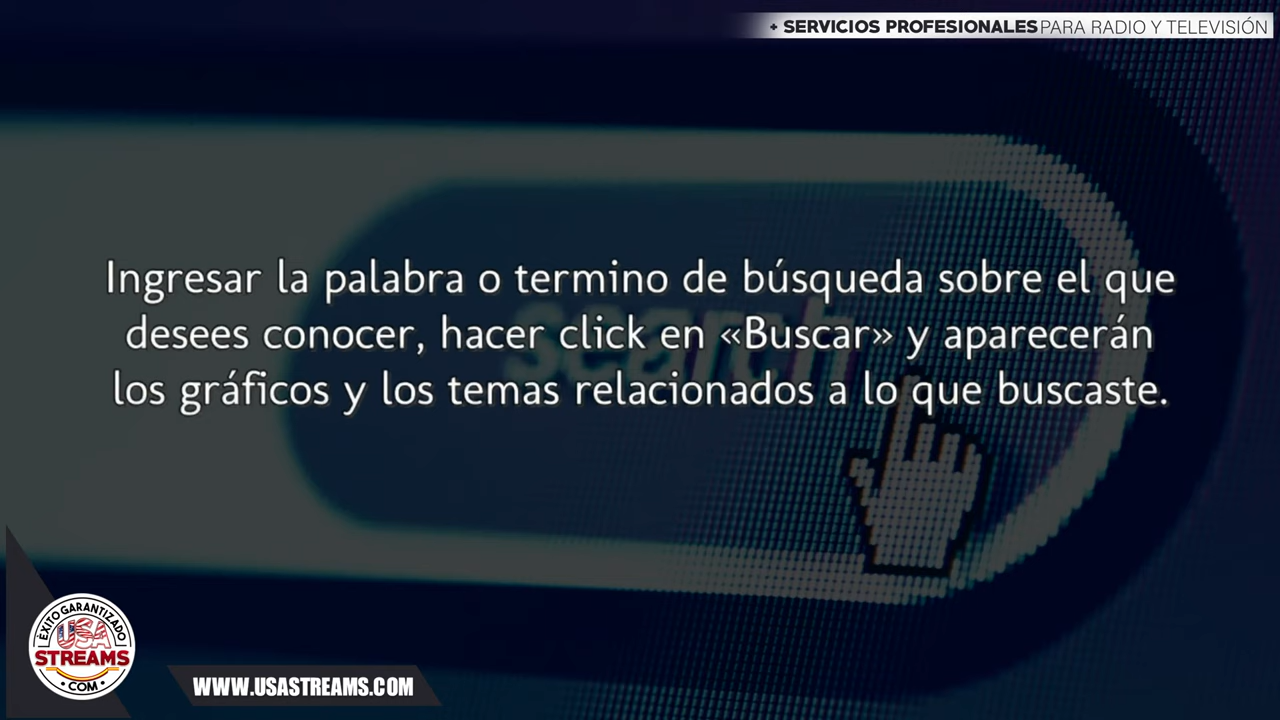 + SERVICIOS PROFESIONALES PARA RADIO Y TELEVISIÓN
Ingresar la palabra o termino de búsqueda sobre el que
desees conocer, hacer click en «Buscar» y aparecerán
los gráficos y los temas relacionados a lo que buscaste.
search
ÉXITO GARANTIZADO
USA
STREAMS
• COM •
WWW.USASTREAMS.COM